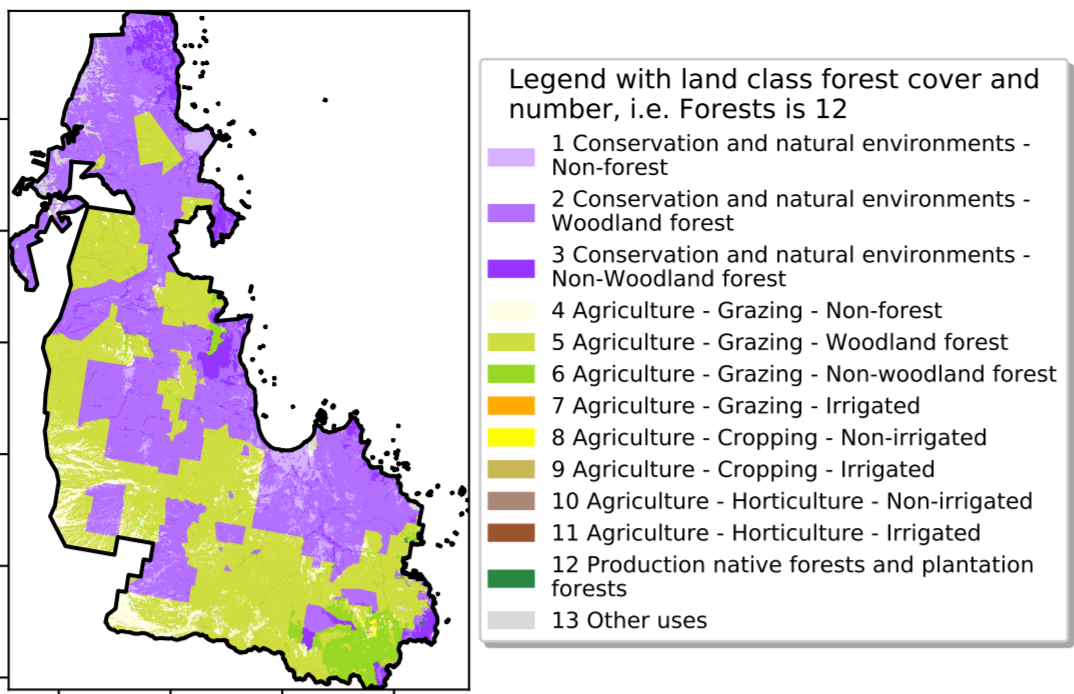 Legend with land class forest cover and
number, i.e. Forests is 12
1 Conservation and natural environments -
Non-forest
2 Conservation and natural environments -
Woodland forest
3 Conservation and natural environments -
Non-Woodland forest
4 Agriculture - Grazing - Non-forest
5 Agriculture - Grazing - Woodland forest
6 Agriculture - Grazing - Non-woodland forest
7 Agriculture - Grazing - Irrigated
8 Agriculture - Cropping - Non-irrigated
9 Agriculture - Cropping - Irrigated
10 Agriculture - Horticulture - Non-irrigated
11 Agriculture - Horticulture - Irrigated
12 Production native forests and plantation
forests
13 Other uses